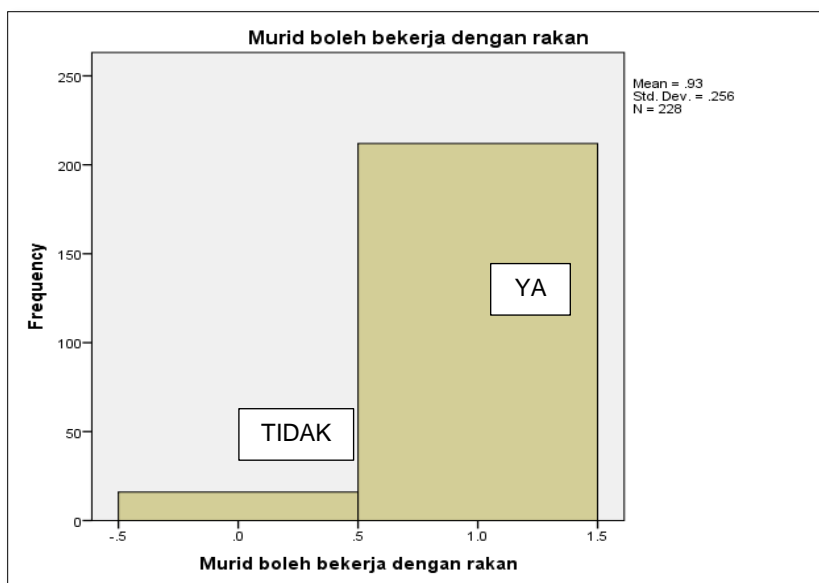 Murid boleh bekerja dengan rakan
Mean = .93
Std. Dev. = .256
N = 228
250
200
150
100
50
0
Frequency
YA
TIDAK
-.5
.0
.5
1.0
1.5
Murid boleh bekerja dengan rakan